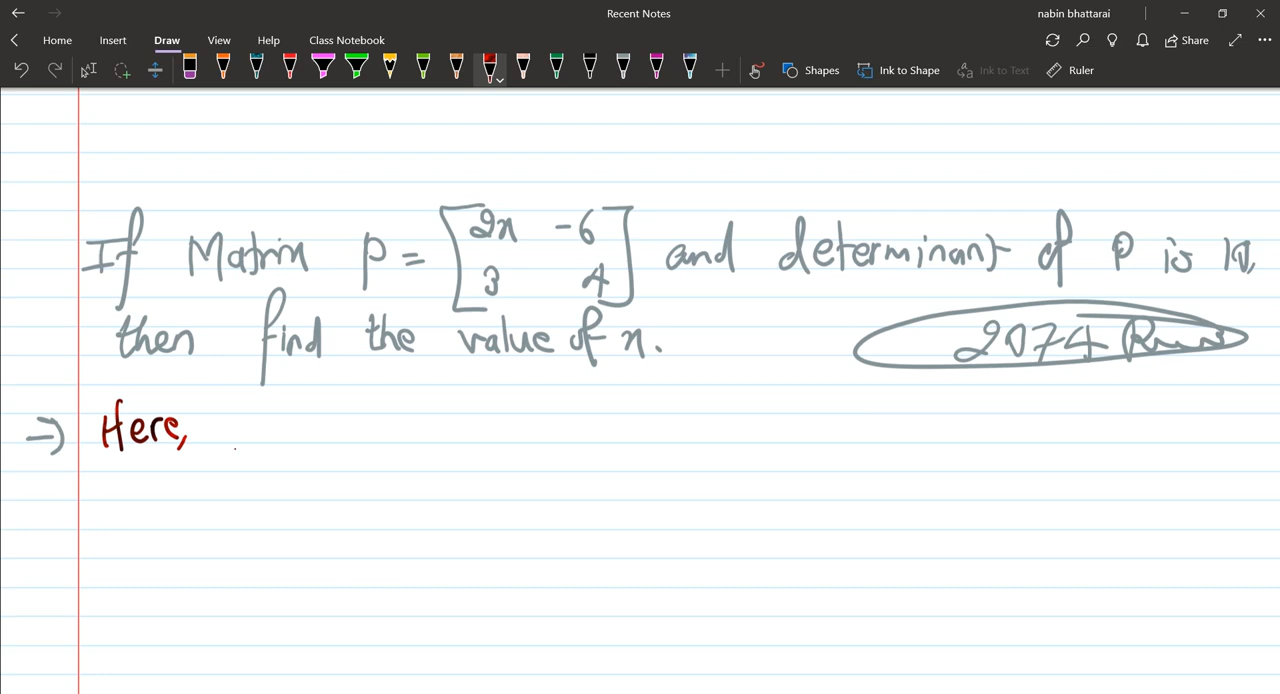 Recent Notes
nabin bhattarai
Home Insert Draw View Help Class Notebook
Share
Shapes Ink to Shape Ink to Text Ruler
If Matrix P = [2x -6
3 4] and determinant of P is 10,
then find the value of x.
2074
⇒ Here,